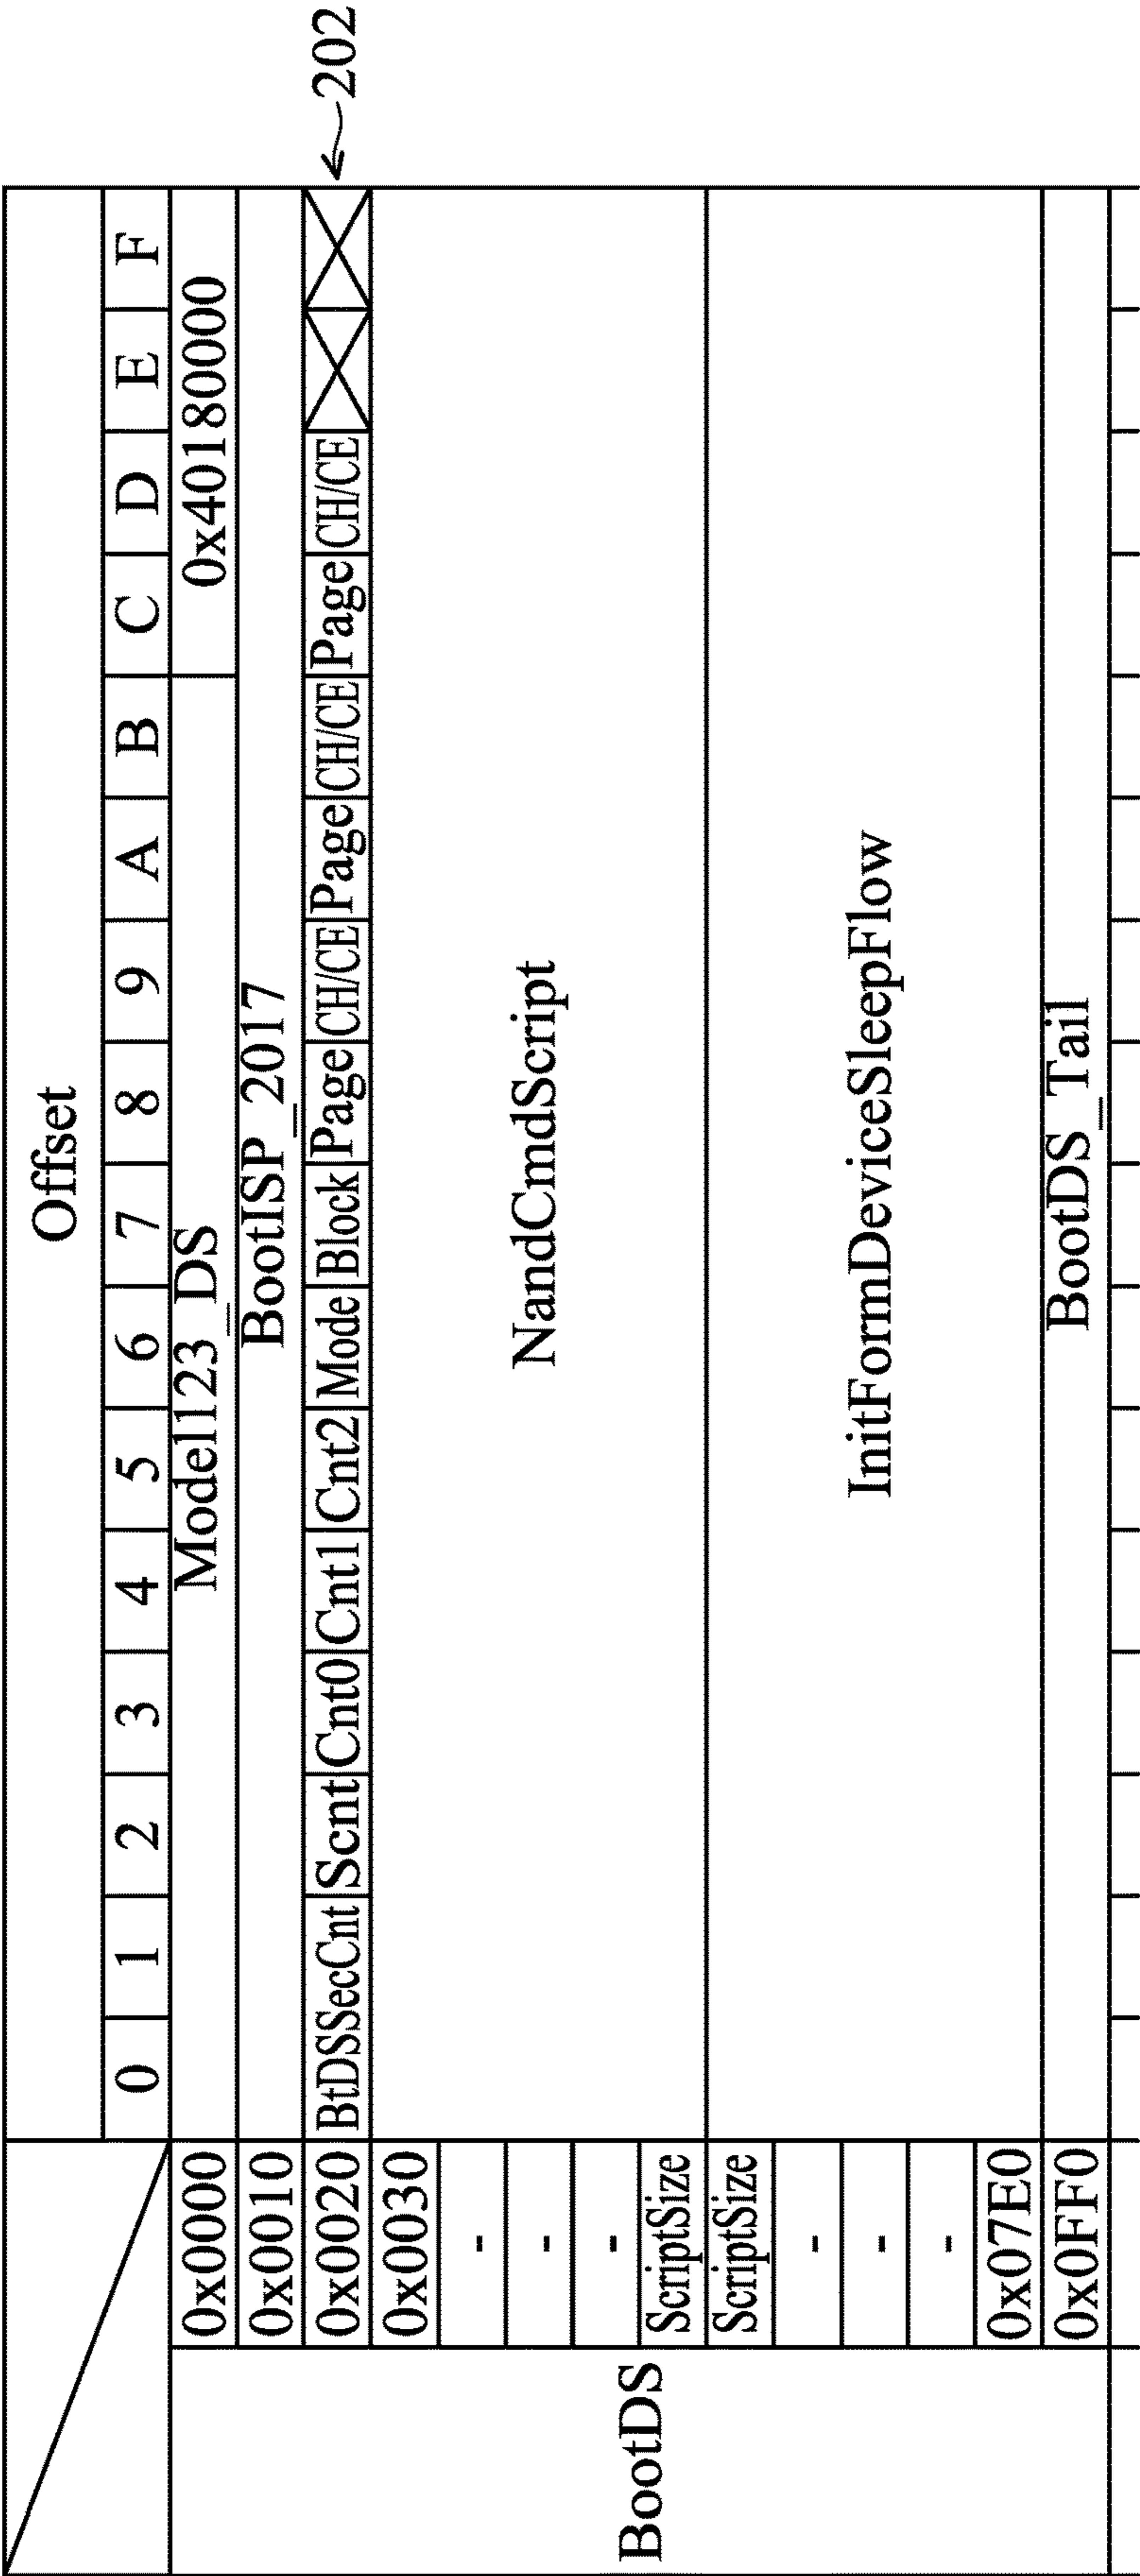 Offset
0 1 2 3 4 5 6 7 8 9 A B C D E F
BootDS
0x0000 Model123_DS 0x40180000
0x0010 BootISP_2017
0x0020 BtDSSecCnt Scnt Cnt0 Cnt1 Cnt2 Mode Block Page CH/CE Page CH/CE Page CH/CE 202
0x0030
-
-
-
ScriptSize
NandCmdScript
ScriptSize
-
-
-
0x07E0
InitFormDeviceSleepFlow
0x0FF0 BootDS_Tail